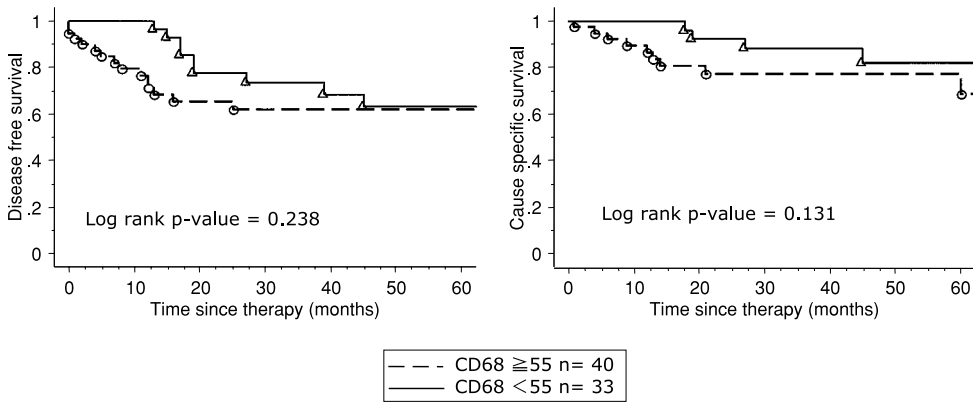 Disease free survival
1
.8
.6
.4
.2
0
Log rank p-value = 0.238
0 10 20 30 40 50 60
Time since therapy (months)
Cause specific survival
1
.8
.6
.4
.2
0
Log rank p-value = 0.131
0 10 20 30 40 50 60
Time since therapy (months)
CD68 ≧55 n= 40
CD68 <55 n= 33